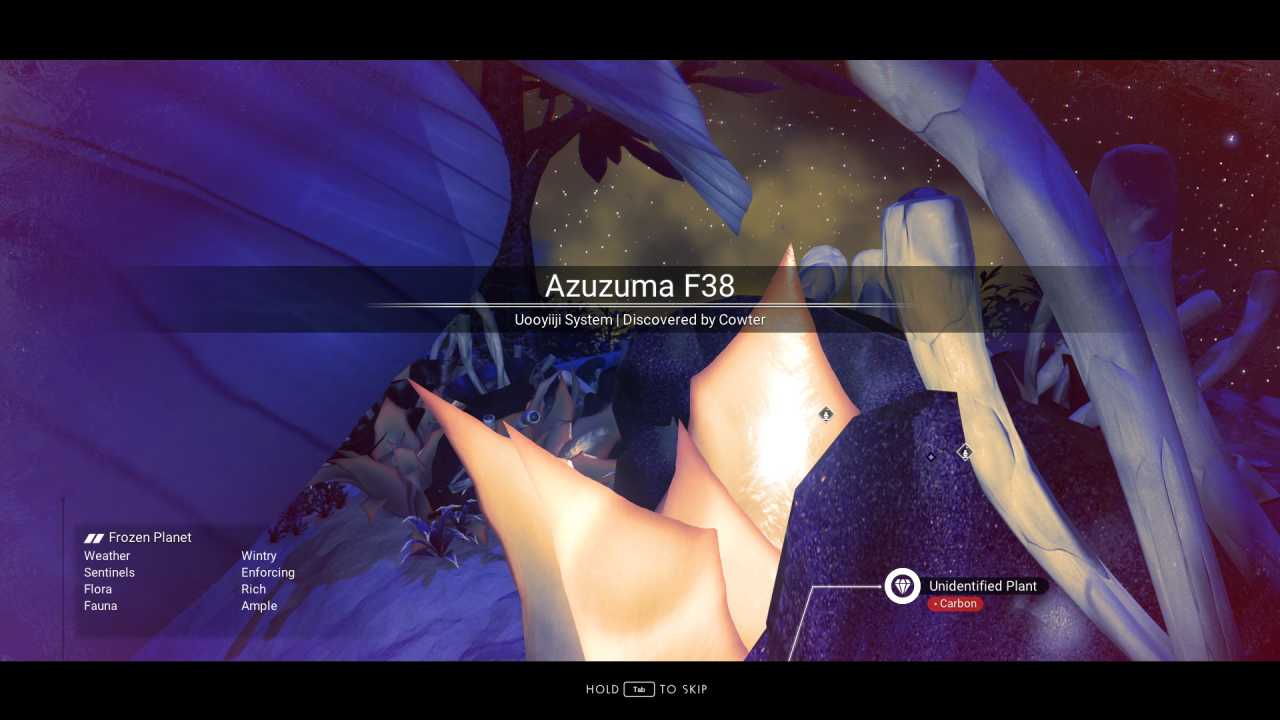 Azuzuma F38
Uooyiiji System | Discovered by Cowter
Frozen Planet
Weather Wintry
Sentinels Enforcing
Flora Rich
Fauna Ample
Unidentified Plant
• Carbon
HOLD Tab TO SKIP